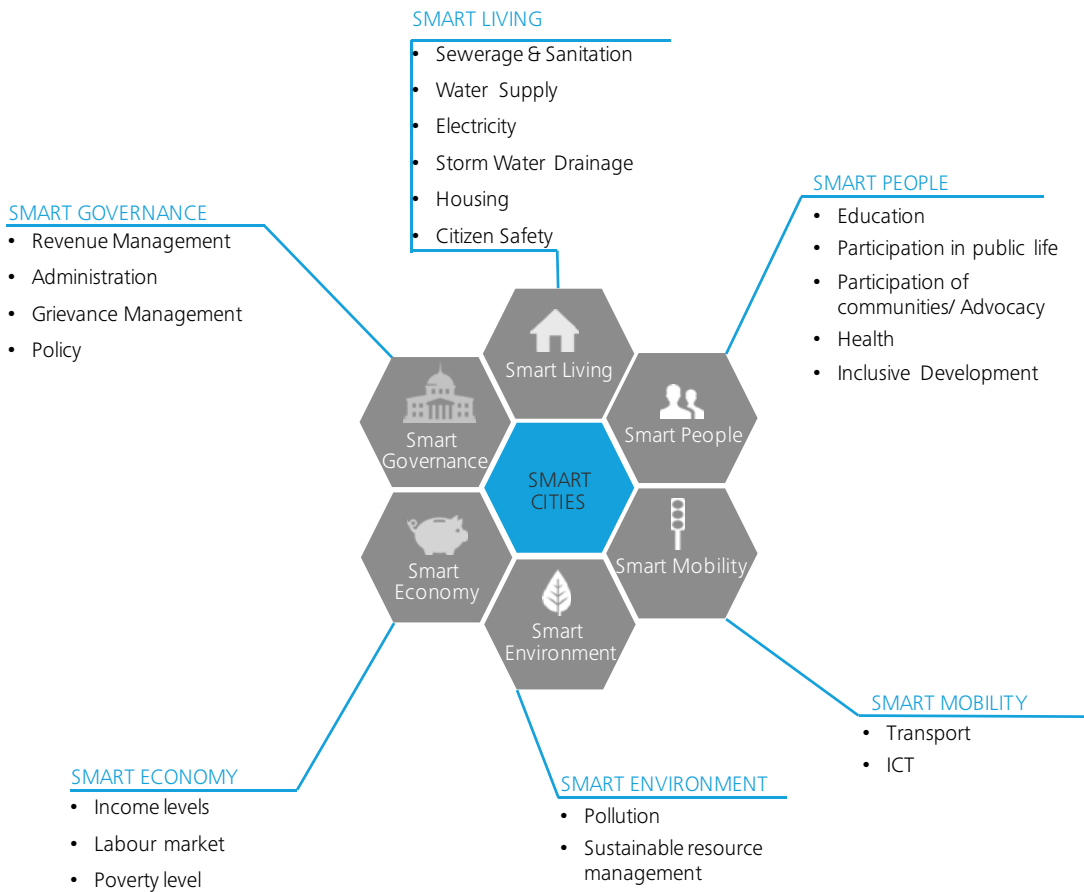 SMART LIVING
• Sewerage & Sanitation
• Water Supply
• Electricity
• Storm Water Drainage
• Housing
• Citizen Safety
SMART GOVERNANCE
• Revenue Management
• Administration
• Grievance Management
• Policy
SMART PEOPLE
• Education
• Participation in public life
• Participation of
communities/ Advocacy
• Health
• Inclusive Development
Smart Living
Smart
Governance
Smart People
SMART
CITIES
Smart
Economy
Smart Mobility
Smart
Environment
SMART MOBILITY
• Transport
• ICT
SMART ECONOMY
• Income levels
• Labour market
• Poverty level
SMART ENVIRONMENT
• Pollution
• Sustainable resource
management